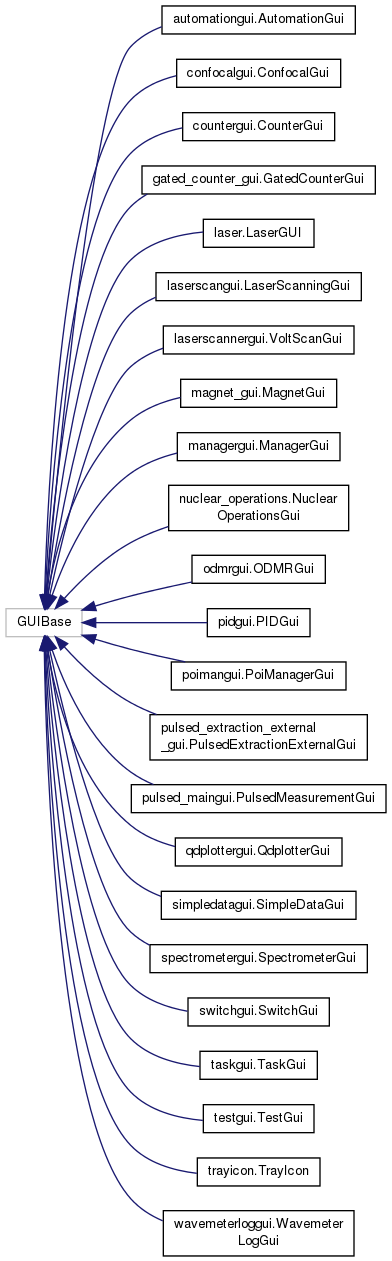 automationgui.AutomationGui
confocalgui.ConfocalGui
countergui.CounterGui
gated_counter_gui.GatedCounterGui
laser.LaserGUI
laserscangui.LaserScanningGui
laserscannergui.VoltScanGui
magnet_gui.MagnetGui
managergui.ManagerGui
nuclear_operations.Nuclear
OperationsGui
odmrgui.ODMRGui
GUIBase
pidgui.PIDGui
poimangui.PoiManagerGui
pulsed_extraction_external
_gui.PulsedExtractionExternalGui
pulsed_maingui.PulsedMeasurementGui
qdplottergui.QdplotterGui
simpledatagui.SimpleDataGui
spectrometergui.SpectrometerGui
switchgui.SwitchGui
taskgui.TaskGui
testgui.TestGui
trayicon.TrayIcon
wavemeterloggui.Wavemeter
LogGui